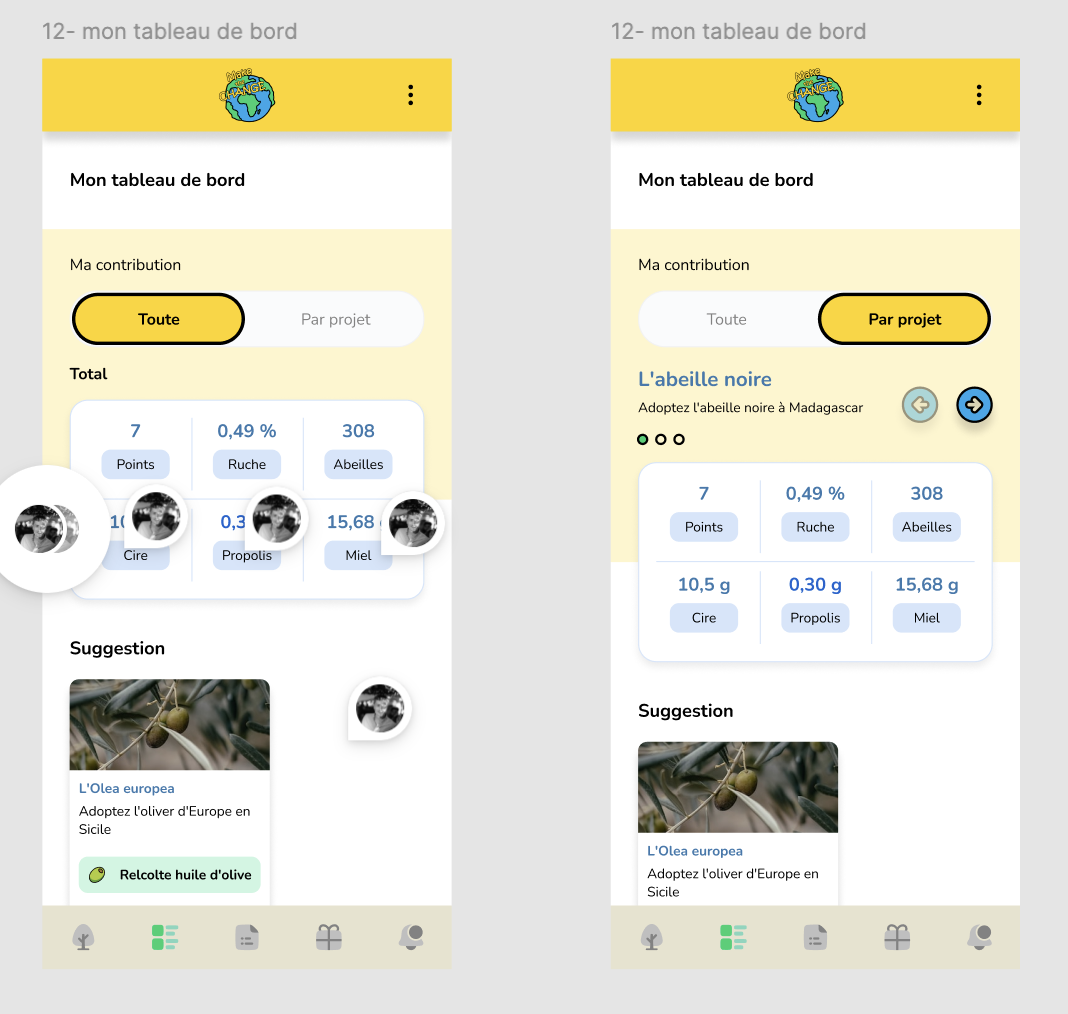 12- mon tableau de bord
Make
the
CHANGE
Mon tableau de bord
Ma contribution
Toute
Par projet
Total
7
0,49 %
308
Points
Ruche
Abeilles
10
0,3
15,68
Cire
Propolis
Miel
Suggestion
L'Olea europea
Adoptez l'oliver d'Europe en
Sicile
Relcolte huile d'olive
12- mon tableau de bord
Make
the
CHANGE
Mon tableau de bord
Ma contribution
Toute
Par projet
L'abeille noire
Adoptez l'abeille noire à Madagascar
7
0,49 %
308
Points
Ruche
Abeilles
10,5 g
0,30 g
15,68 g
Cire
Propolis
Miel
Suggestion
L'Olea europea
Adoptez l'oliver d'Europe en
Sicile